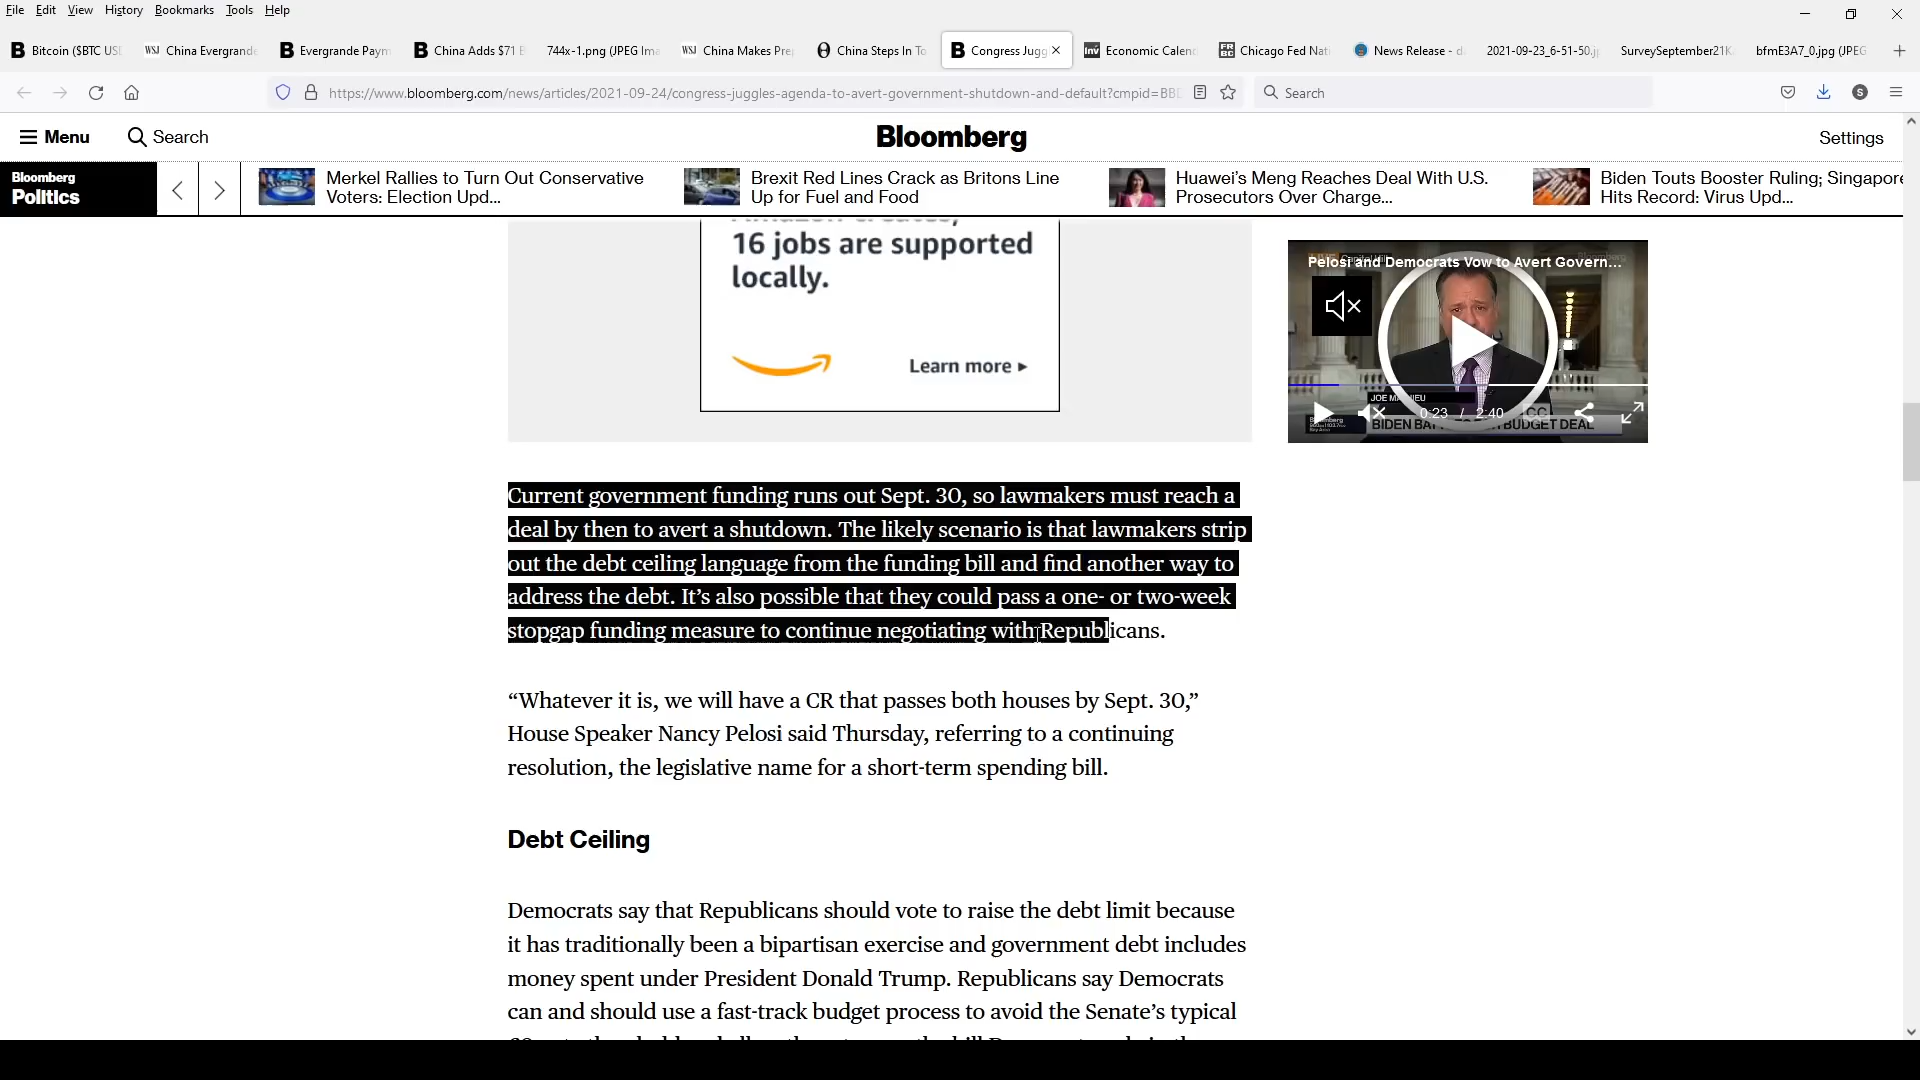 File Edit View History Bookmarks Tools Help
Bitcoin ($BTC US
WSJ China Evergrande
Evergrande Paym
China Adds $71 B
744x-1.png (JPEG Ima
WSJ China Makes Pre
China Steps In To
Congress Jugg
Economic Calen
Chicago Fed Nati
News Release - d
2021-09-23_6-51-50.j
SurveySeptember21K
bfmE3A7_0.jpg (JPEG
https://www.bloomberg.com/news/articles/2021-09-24/congress-juggles-agenda-to-avert-government-shutdown-and-default?cmpid=BBD
Search
Menu
Search
Bloomberg
Settings
Bloomberg
Politics
Merkel Rallies to Turn Out Conservative
Voters: Election Upd...
Brexit Red Lines Crack as Britons Line
Up for Fuel and Food
Huawei's Meng Reaches Deal With U.S.
Prosecutors Over Charge...
Biden Touts Booster Ruling; Singapore
Hits Record: Virus Upd...
16 jobs are supported
locally.
Learn more ▸
Pelosi and Democrats Vow to Avert Govern...
0:23 / 2:40
Current government funding runs out Sept. 30, so lawmakers must reach a
deal by then to avert a shutdown. The likely scenario is that lawmakers strip
out the debt ceiling language from the funding bill and find another way to
address the debt. It's also possible that they could pass a one- or two-week
stopgap funding measure to continue negotiating with Republicans.
“Whatever it is, we will have a CR that passes both houses by Sept. 30,”
House Speaker Nancy Pelosi said Thursday, referring to a continuing
resolution, the legislative name for a short-term spending bill.
Debt Ceiling
Democrats say that Republicans should vote to raise the debt limit because
it has traditionally been a bipartisan exercise and government debt includes
money spent under President Donald Trump. Republicans say Democrats
can and should use a fast-track budget process to avoid the Senate's typical